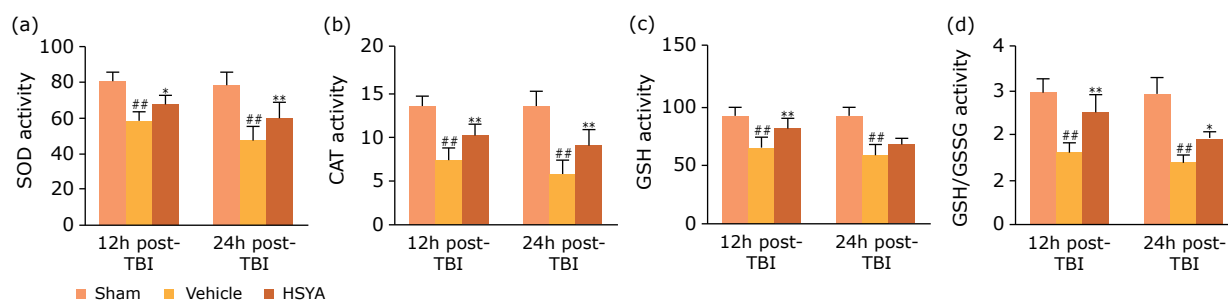 (a)
SOD activity
100
80
60
40
20
0
##
*
##
**
12h post-
TBI
24h post-
TBI
(b)
CAT activity
20
15
10
5
0
##
**
##
**
12h post-
TBI
24h post-
TBI
(c)
GSH activity
150
100
50
0
##
**
##
12h post-
TBI
24h post-
TBI
(d)
GSH/GSSG activity
4
3
2
2
0
##
**
##
*
12h post-
TBI
24h post-
TBI
Sham Vehicle HSYA